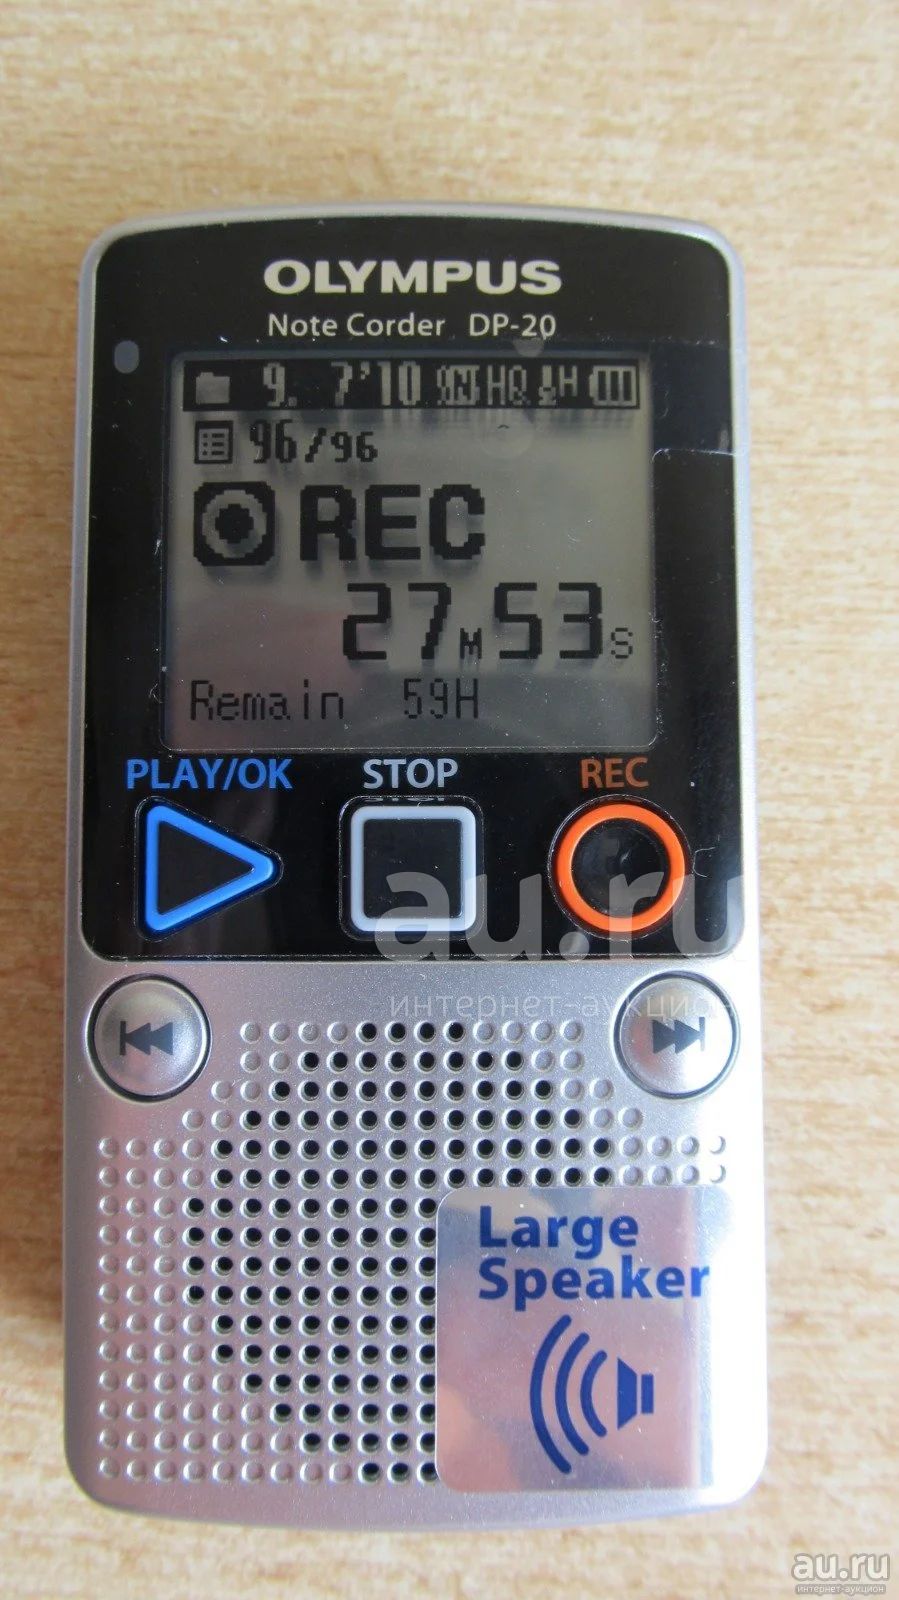 OLYMPUS
Note Corder DP-20
9. 7'10 HQ H
96/96
REC
27M53S
Remain 59H
PLAY/OK STOP REC
au.ru
интернет-аукцион
Large
Speaker
au.ru
интернет-аукцион